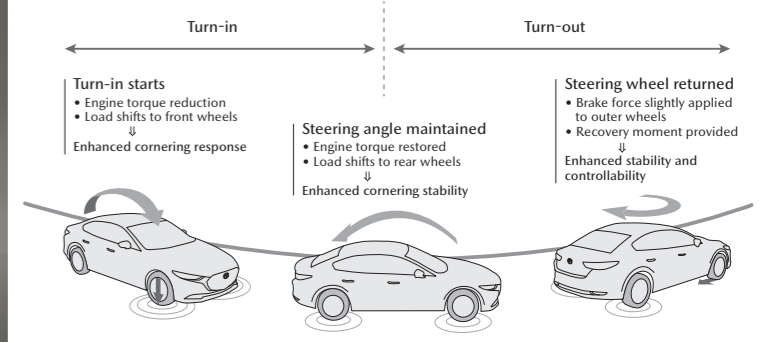 Turn-in
Turn-out
Turn-in starts
• Engine torque reduction
• Load shifts to front wheels
⇓
Enhanced cornering response
Steering angle maintained
• Engine torque restored
• Load shifts to rear wheels
⇓
Enhanced cornering stability
Steering wheel returned
• Brake force slightly applied
to outer wheels
• Recovery moment provided
⇓
Enhanced stability and
controllability